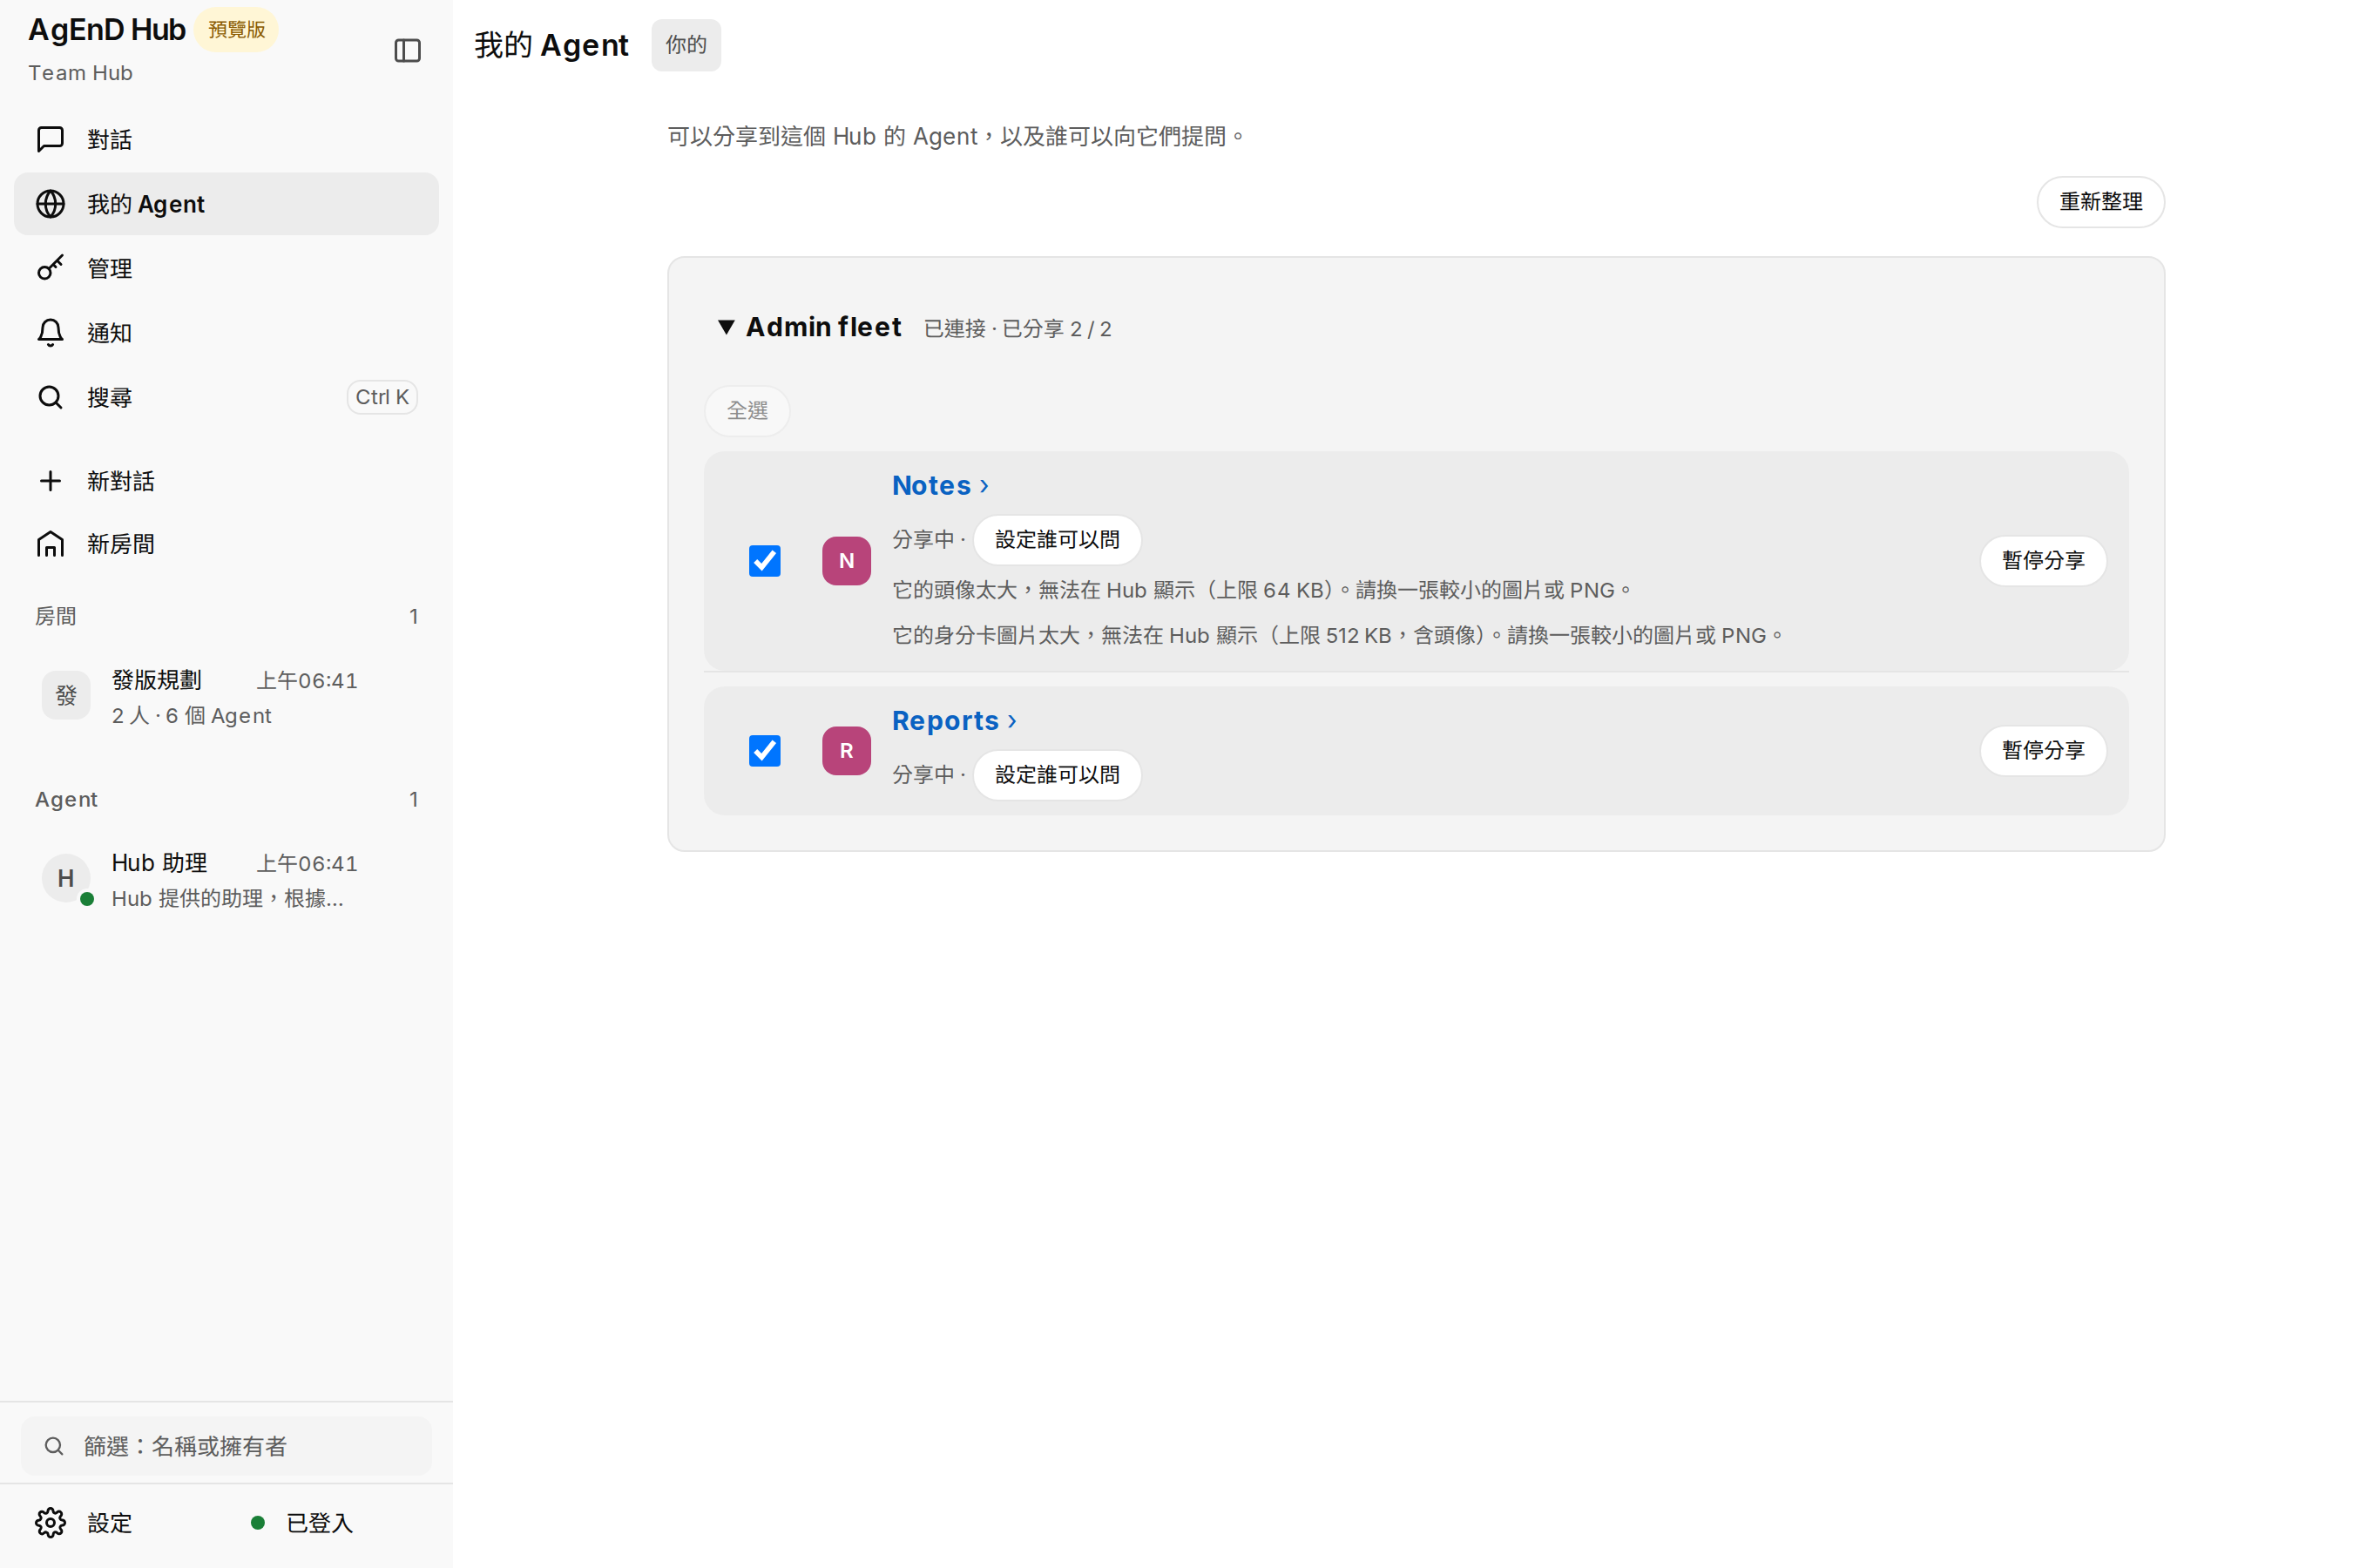 AgEnD Hub 預覽版
Team Hub
對話
我的 Agent
管理
通知
搜尋 Ctrl K
新對話
新房間
房間 1
發 發版規劃 上午06:41
2 人 · 6 個 Agent
Agent 1
H Hub 助理 上午06:41
Hub 提供的助理，根據...
篩選：名稱或擁有者
設定 已登入
我的 Agent 你的
可以分享到這個 Hub 的 Agent，以及誰可以向它們提問。
重新整理
▼ Admin fleet 已連接 · 已分享 2 / 2
全選
Notes ›
N 分享中 · 設定誰可以問 暫停分享
它的頭像太大，無法在 Hub 顯示（上限 64 KB）。請換一張較小的圖片或 PNG。
它的身分卡圖片太大，無法在 Hub 顯示（上限 512 KB，含頭像）。請換一張較小的圖片或 PNG。
Reports ›
R 分享中 · 設定誰可以問 暫停分享